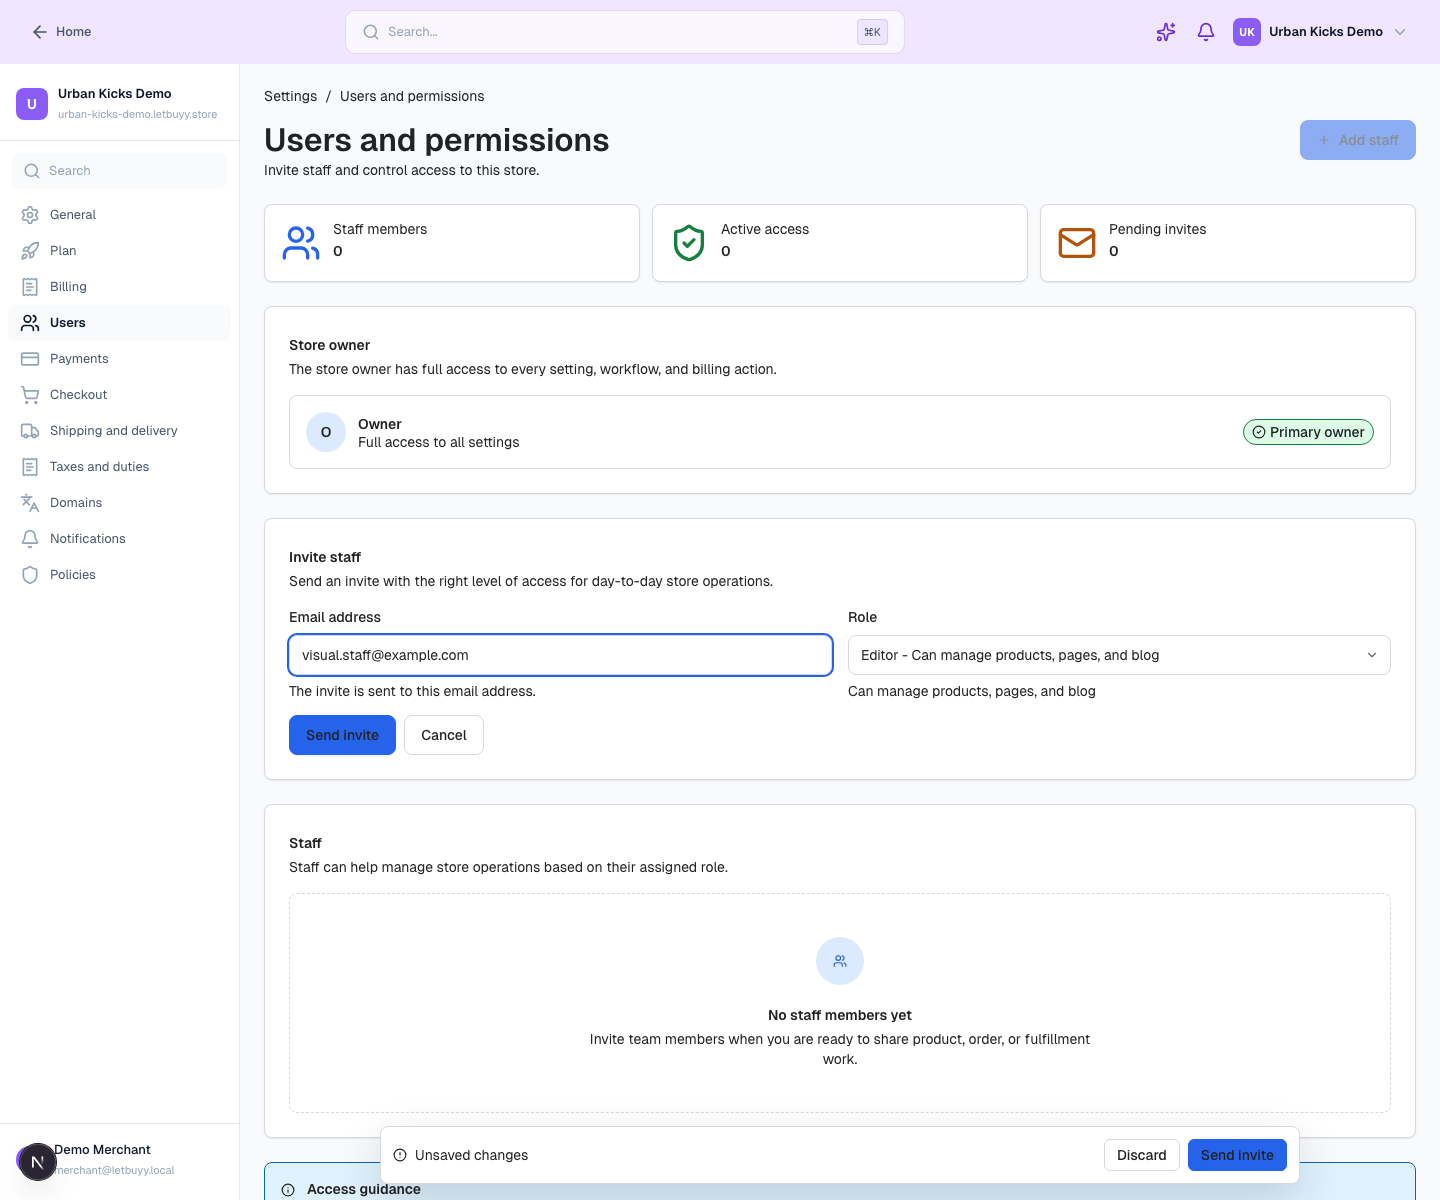 Home
Search...
⌘K
UK
Urban Kicks Demo
U
Urban Kicks Demo
urban-kicks-demo.letbuyy.store
Search
General
Plan
Billing
Users
Payments
Checkout
Shipping and delivery
Taxes and duties
Domains
Notifications
Policies
Demo Merchant
merchant@letbuyy.local
N
Settings / Users and permissions
Users and permissions
Invite staff and control access to this store.
Add staff
Staff members
0
Active access
0
Pending invites
0
Store owner
The store owner has full access to every setting, workflow, and billing action.
O
Owner
Full access to all settings
Primary owner
Invite staff
Send an invite with the right level of access for day-to-day store operations.
Email address
Role
visual.staff@example.com
Editor - Can manage products, pages, and blog
The invite is sent to this email address.
Can manage products, pages, and blog
Send invite
Cancel
Staff
Staff can help manage store operations based on their assigned role.
No staff members yet
Invite team members when you are ready to share product, order, or fulfillment
work.
Unsaved changes
Discard
Send invite
Access guidance